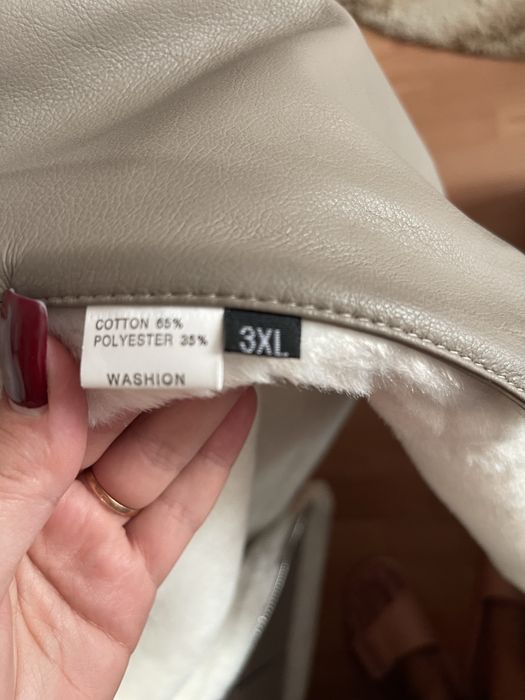 COTTON 65%
POLYESTER 35%
WASHION
3XL